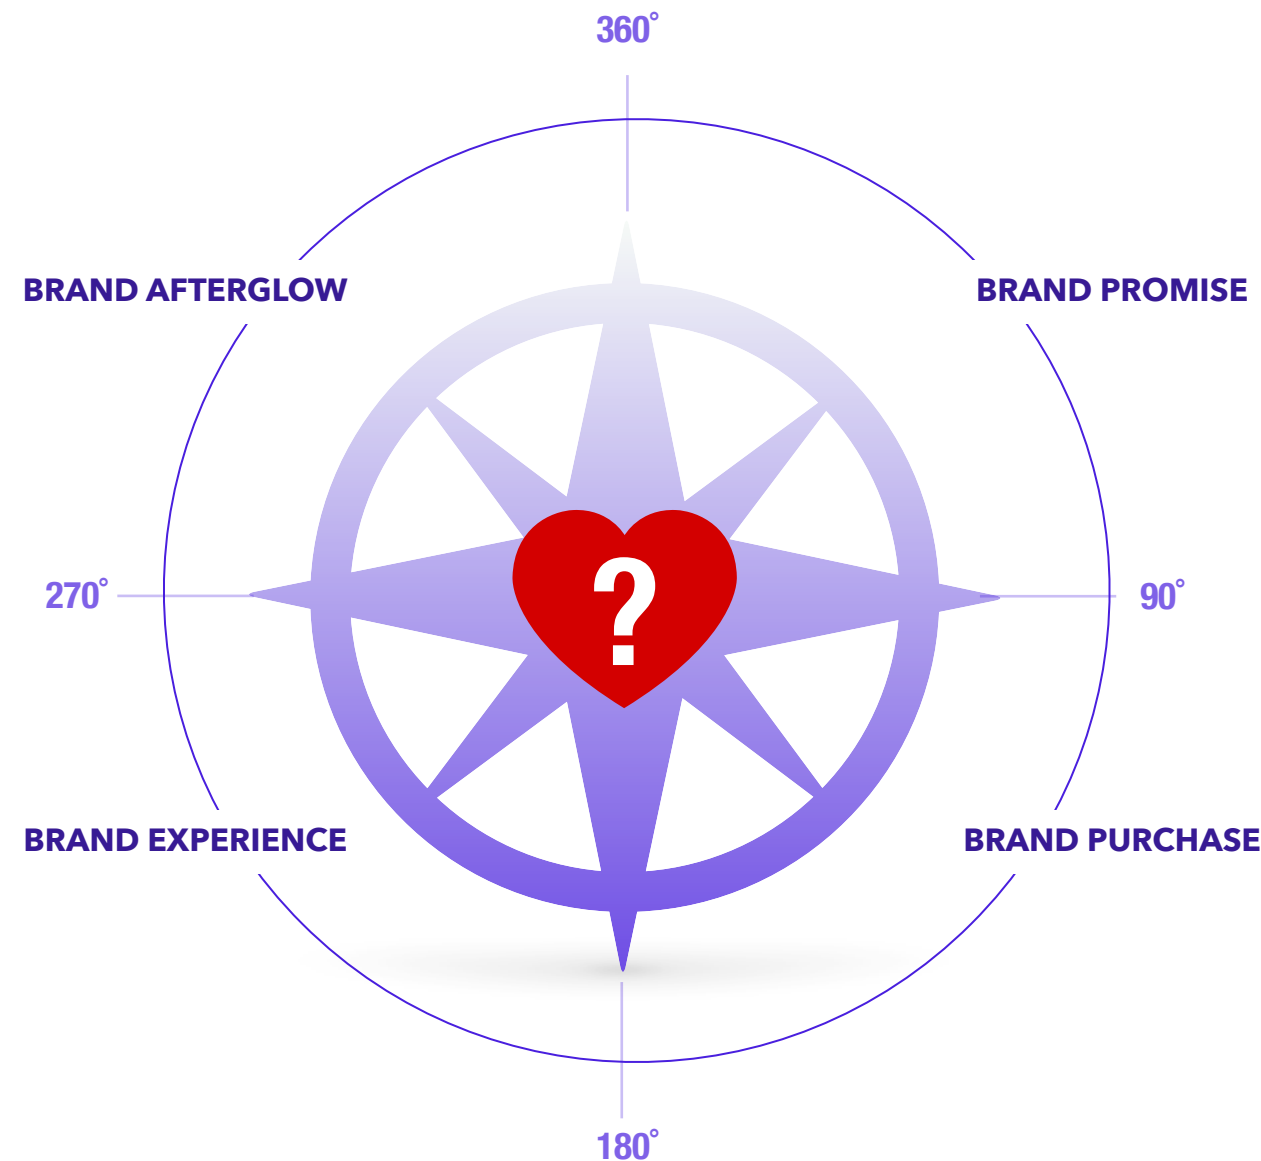 360°
BRAND AFTERGLOW
BRAND PROMISE
?
270°
90°
BRAND EXPERIENCE
BRAND PURCHASE
180°